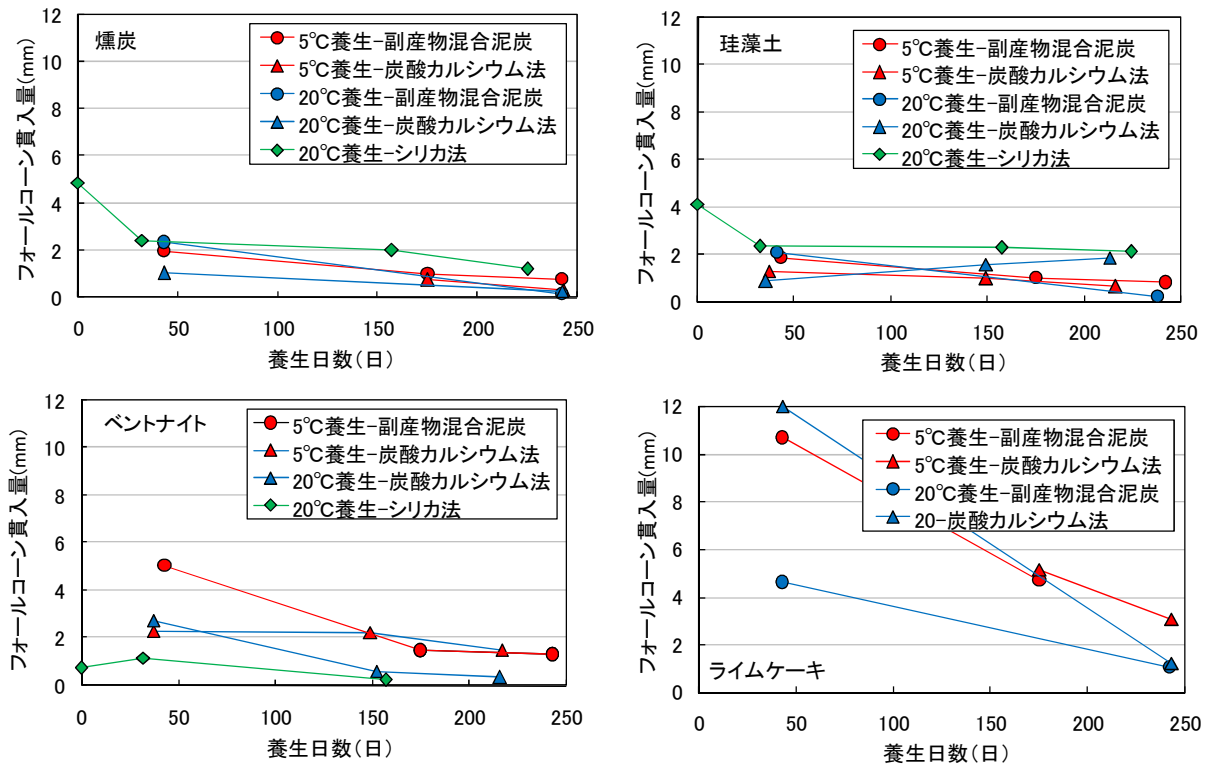 燻炭
5℃養生-副産物混合泥炭
5℃養生-炭酸カルシウム法
20℃養生-副産物混合泥炭
20℃養生-炭酸カルシウム法
20℃養生-シリカ法
フォールコーン貫入量(mm)
12
10
8
6
4
2
0
0 50 100 150 200 250
養生日数(日)
珪藻土
5℃養生-副産物混合泥炭
5℃養生-炭酸カルシウム法
20℃養生-副産物混合泥炭
20℃養生-炭酸カルシウム法
20℃養生-シリカ法
フォールコーン貫入量(mm)
12
10
8
6
4
2
0
0 50 100 150 200 250
養生日数(日)
ベントナイト
5℃養生-副産物混合泥炭
5℃養生-炭酸カルシウム法
20℃養生-炭酸カルシウム法
20℃養生-シリカ法
フォールコーン貫入量(mm)
12
10
8
6
4
2
0
0 50 100 150 200 250
養生日数(日)
5℃養生-副産物混合泥炭
5℃養生-炭酸カルシウム法
20℃養生-副産物混合泥炭
20-炭酸カルシウム法
フォールコーン貫入量(mm)
12
10
8
6
4
2
0
ライムケーキ
0 50 100 150 200 250
養生日数(日)